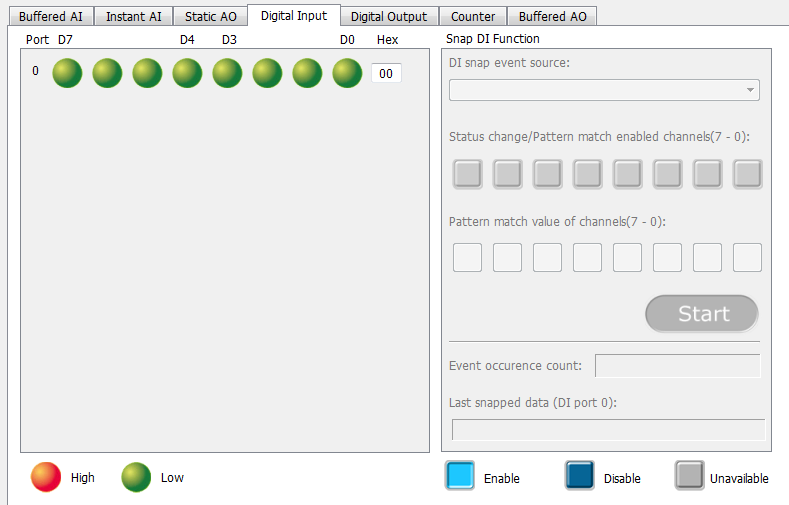 Buffered AI Instant AI Static AO Digital Input Digital Output Counter Buffered AO
Port D7 D4 D3 D0 Hex
0 00
High Low
Snap DI Function
DI snap event source:
Status change/Pattern match enabled channels(7 - 0):
Pattern match value of channels(7 - 0):
Start
Event occurence count:
Last snapped data (DI port 0):
Enable Disable Unavailable